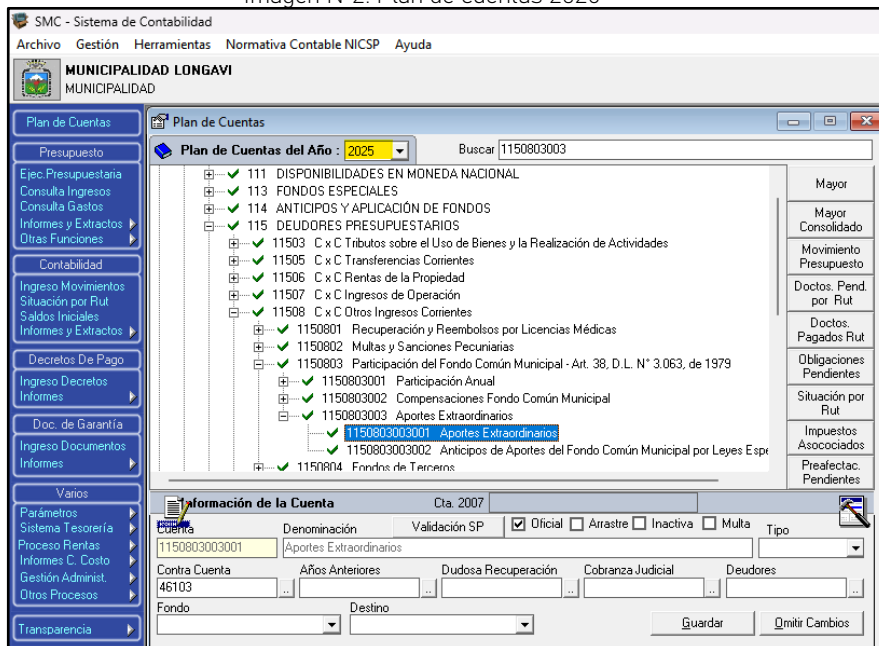 Imagen N°2. Plan de cuentas 2026
SMC - Sistema de Contabilidad
Archivo Gestión Herramientas Normativa Contable NICSP Ayuda
MUNICIPALIDAD LONGAVI
MUNICIPALIDAD
Plan de Cuentas
Presupuesto
Ejec.Presupuestaria
Consulta Ingresos
Consulta Gastos
Informes y Extractos
Otras Funciones
Contabilidad
Ingreso Movimientos
Situación por Rut
Saldos Iniciales
Informes y Extractos
Decretos De Pago
Ingreso Decretos
Informes
Doc. de Garantía
Ingreso Documentos
Informes
Varios
Parámetros
Sistema Tesorería
Proceso Rentas
Informes C. Costo
Gestión Administ.
Otros Procesos
Transparencia
Plan de Cuentas
Plan de Cuentas del Año : 2025 Buscar 1150803003
111 DISPONIBILIDADES EN MONEDA NACIONAL
113 FONDOS ESPECIALES
114 ANTICIPOS Y APLICACIÓN DE FONDOS
115 DEUDORES PRESUPUESTARIOS
11503 C x C Tributos sobre el Uso de Bienes y la Realización de Actividades
11505 C x C Transferencias Corrientes
11506 C x C Rentas de la Propiedad
11507 C x C Ingresos de Operación
11508 C x C Otros Ingresos Corrientes
1150801 Recuperación y Reembolsos por Licencias Médicas
1150802 Multas y Sanciones Pecuniarias
1150803 Participación del Fondo Común Municipal - Art. 38, D.L. N° 3.063, de 1979
1150803001 Participación Anual
1150803002 Compensaciones Fondo Común Municipal
1150803003 Aportes Extraordinarios
1150803003001 Aportes Extraordinarios
1150803003002 Anticipos de Aportes del Fondo Común Municipal por Leyes Espe
1150804 Fondos de Terceros
Mayor
Mayor
Consolidado
Movimiento
Presupuesto
Doctos. Pend.
por Rut
Doctos.
Pagados Rut
Obligaciones
Pendientes
Situación por
Rut
Impuestos
Asocociados
Preafectac.
Pendientes
Información de la Cuenta Cta. 2007
Cuenta Denominación Validación SP Oficial Arrastre Inactiva Multa Tipo
1150803003001 Aportes Extraordinarios
Contra Cuenta Años Anteriores Dudosa Recuperación Cobranza Judicial Deudores
46103 .. .. .. .. ..
Fondo Destino
Guardar Omitir Cambios